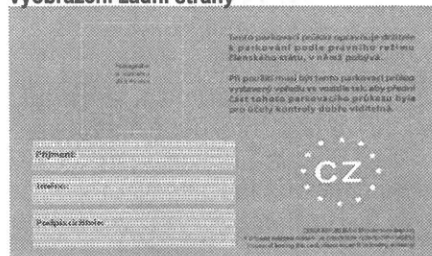 Vyobrazení zadní strany
Fotografie
Tento parkovací průkaz opravňuje držitele
k parkování podle právního režimu
členského státu, v němž pobývá.
Při použití musí být tento parkovací průkaz
vystavený vpředu ve vozidle tak, aby přední
část tohoto parkovacího průkazu byla
pro účely kontroly dobře viditelná.
Příjmení:
Jméno:
Podpis držitele:
CZ